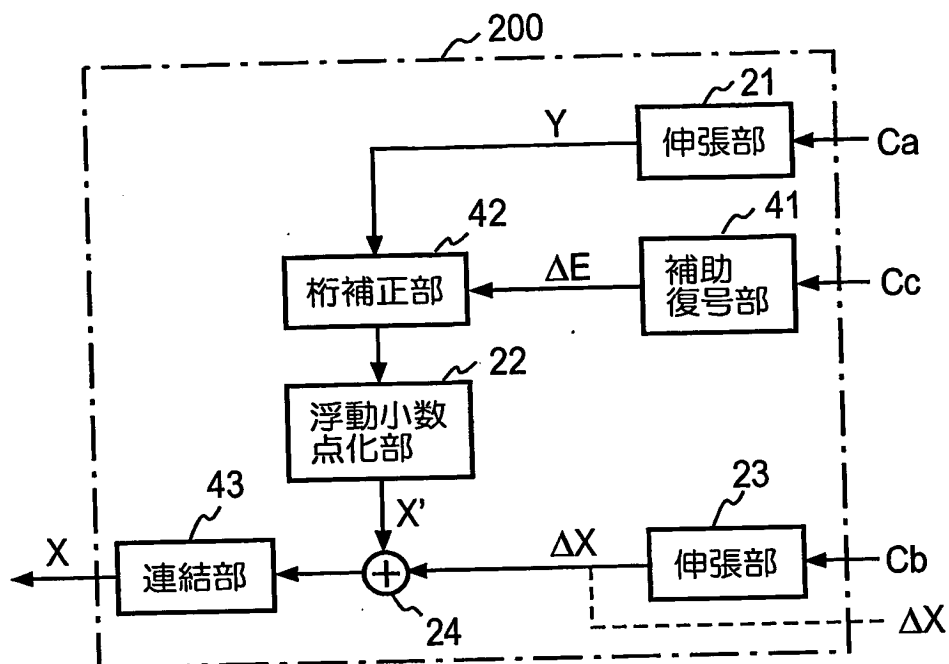 200
21
Y
伸張部
Ca
42
41
桁補正部
ΔE
補助
復号部
Cc
22
浮動小数
点化部
43
23
X'
X
連結部
ΔX
伸張部
Cb
24
ΔX